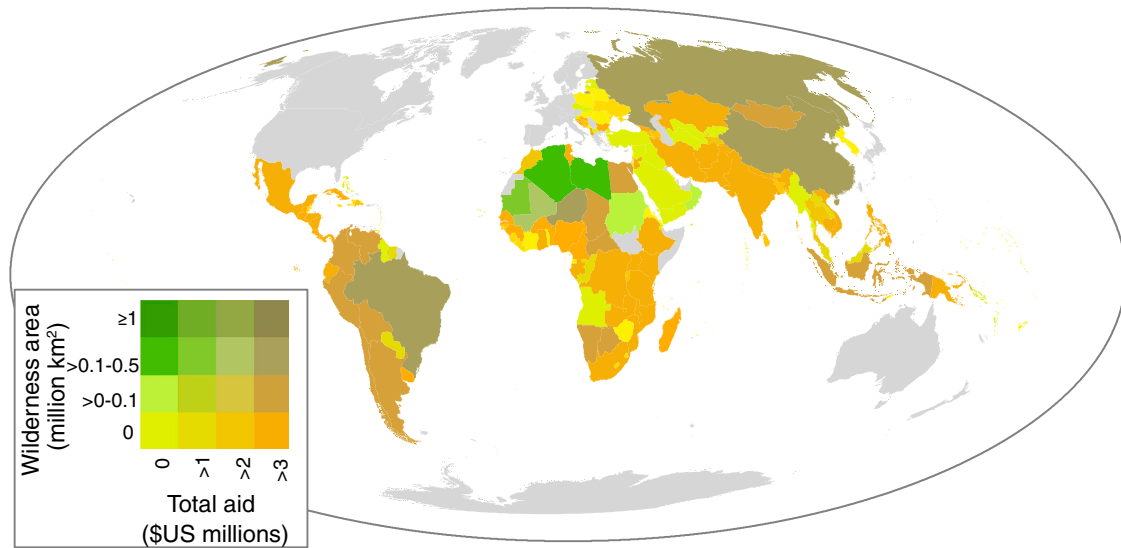 Wilderness area
(million km²)
≥1
>0.1-0.5
>0-0.1
0
0
>1
>2
>3
Total aid
($US millions)